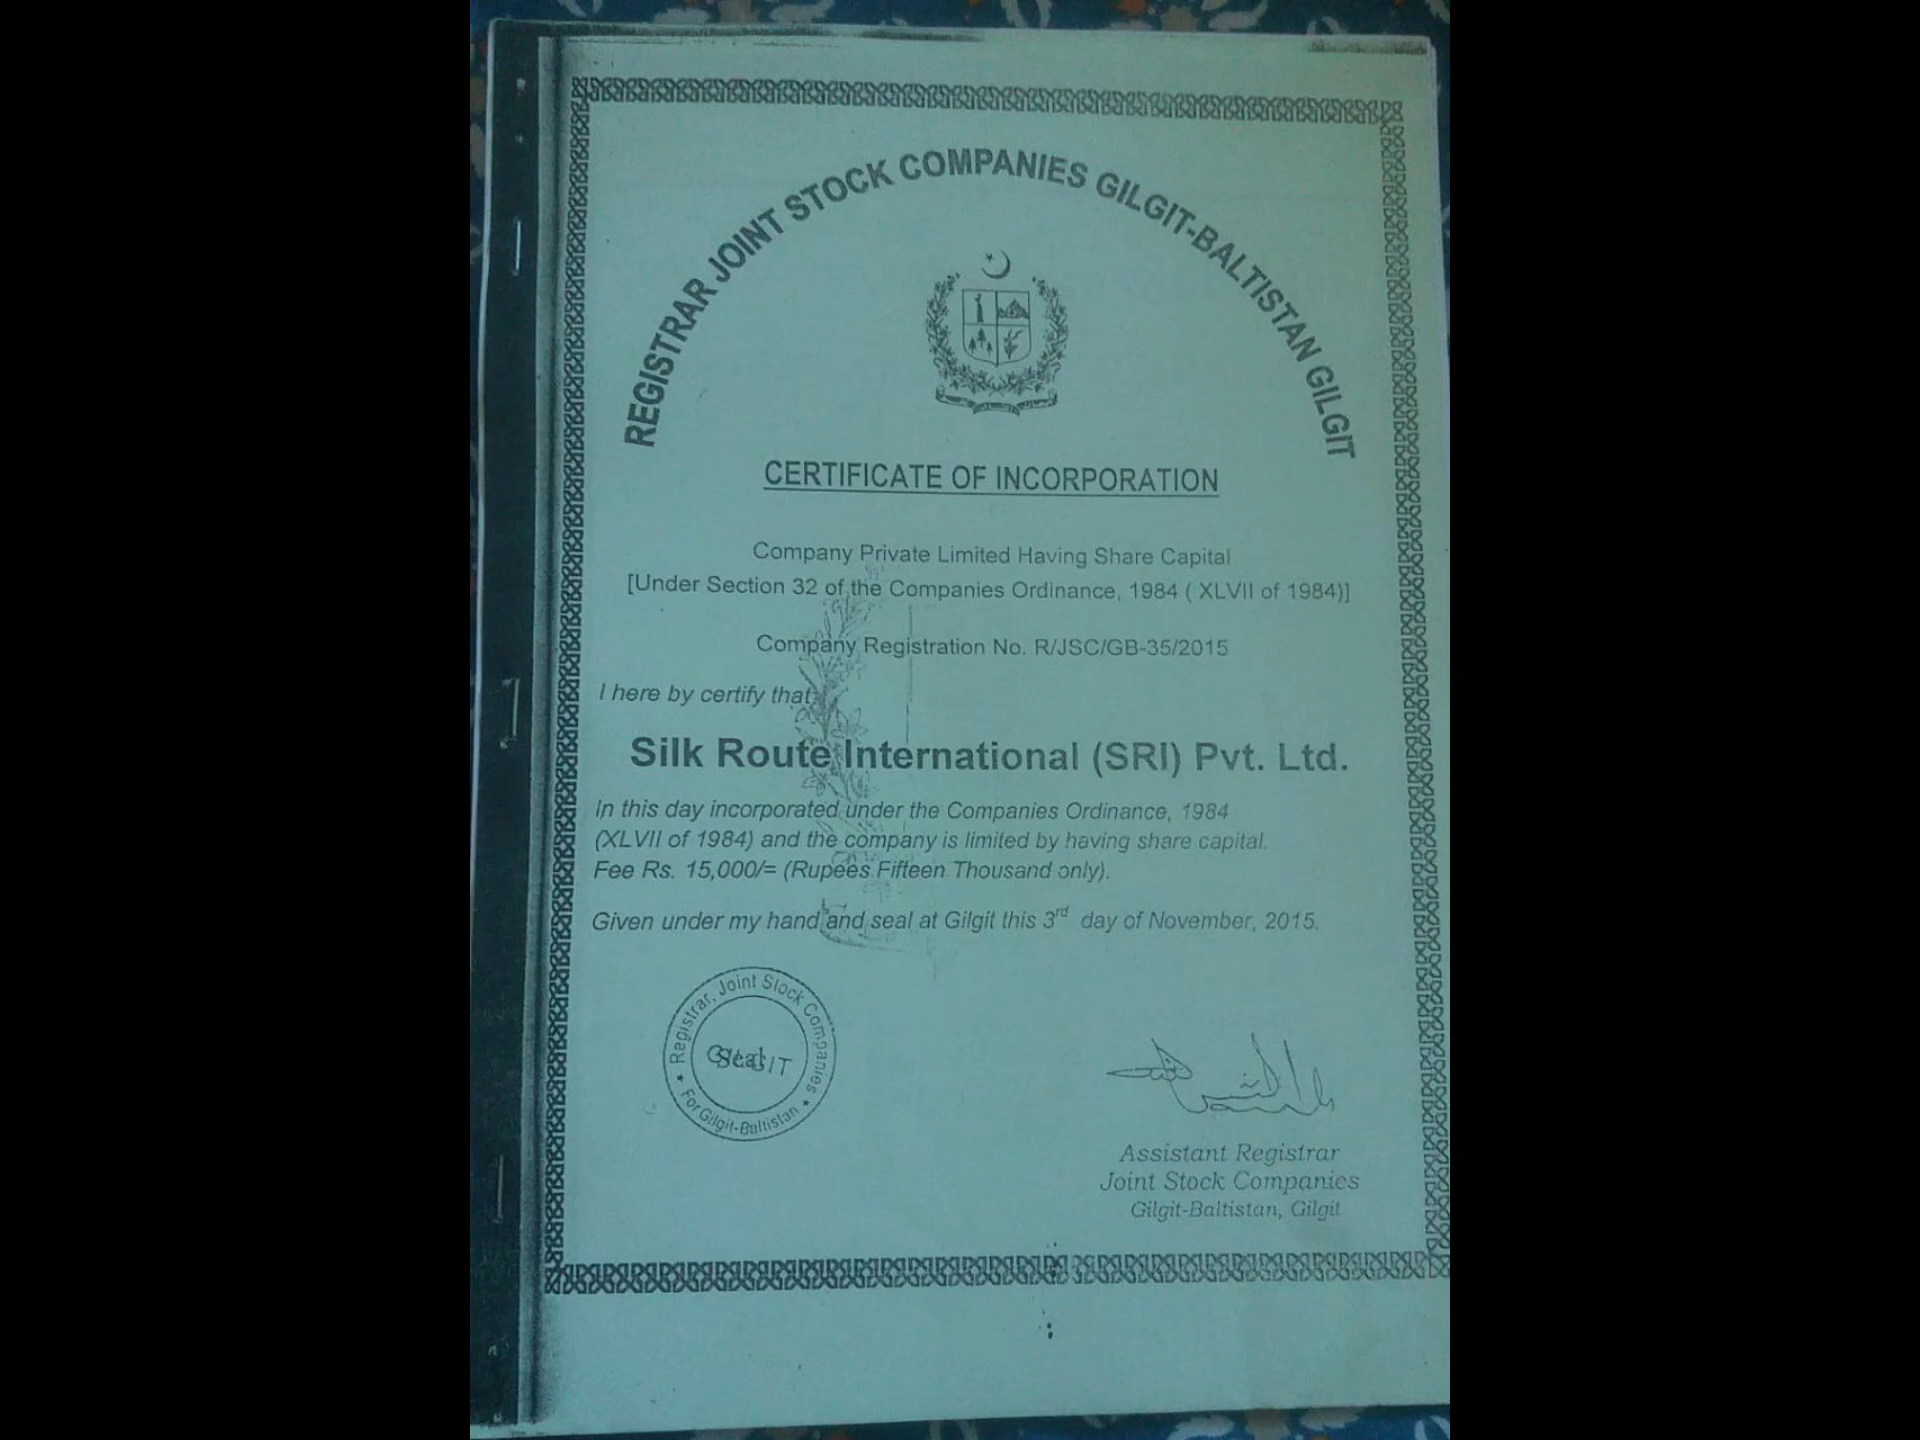 REGISTRAR JOINT STOCK COMPANIES GILGIT-BALTISTAN GILGIT
CERTIFICATE OF INCORPORATION
Company Private Limited Having Share Capital
[Under Section 32 of the Companies Ordinance, 1984 ( XLVII of 1984)]
Company Registration No. R/JSC/GB-35/2015
I here by certify that
Silk Route International (SRI) Pvt. Ltd.
In this day incorporated under the Companies Ordinance, 1984
(XLVII of 1984) and the company is limited by having share capital.
Fee Rs. 15,000/= (Rupees Fifteen Thousand only).
Given under my hand and seal at Gilgit this 3rd day of November, 2015.
Registrar, Joint Stock Companies
Seal
For Gilgit-Baltistan
Assistant Registrar
Joint Stock Companies
Gilgit-Baltistan, Gilgit